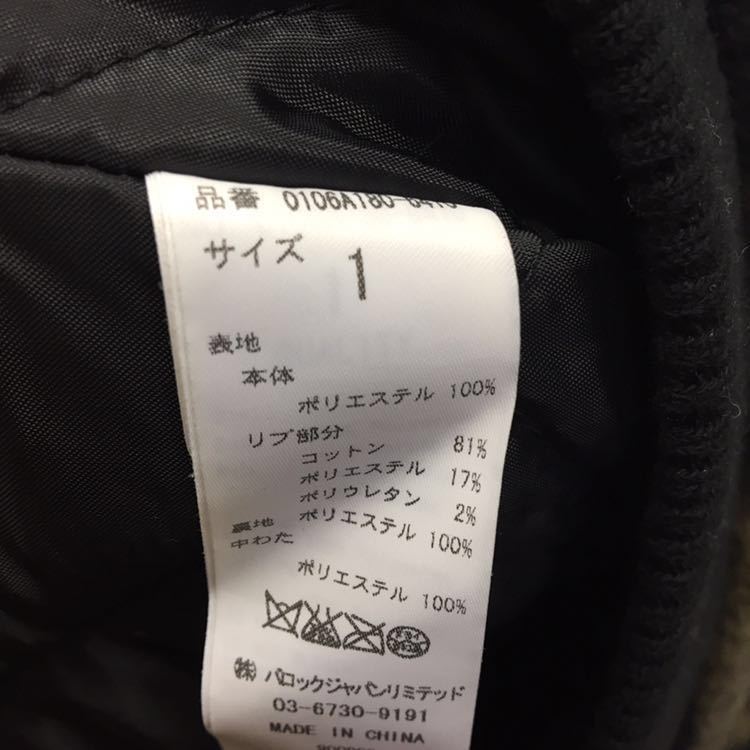 品番
サイズ 1
表地
本体
ポリエステル 100%
リブ部分
コットン 81%
ポリエステル 17%
ポリウレタン 2%
裏地 ポリエステル 100%
中わた
ポリエステル 100%
㈱ バロックジャパンリミテッド
03-6730-9191
MADE IN CHINA